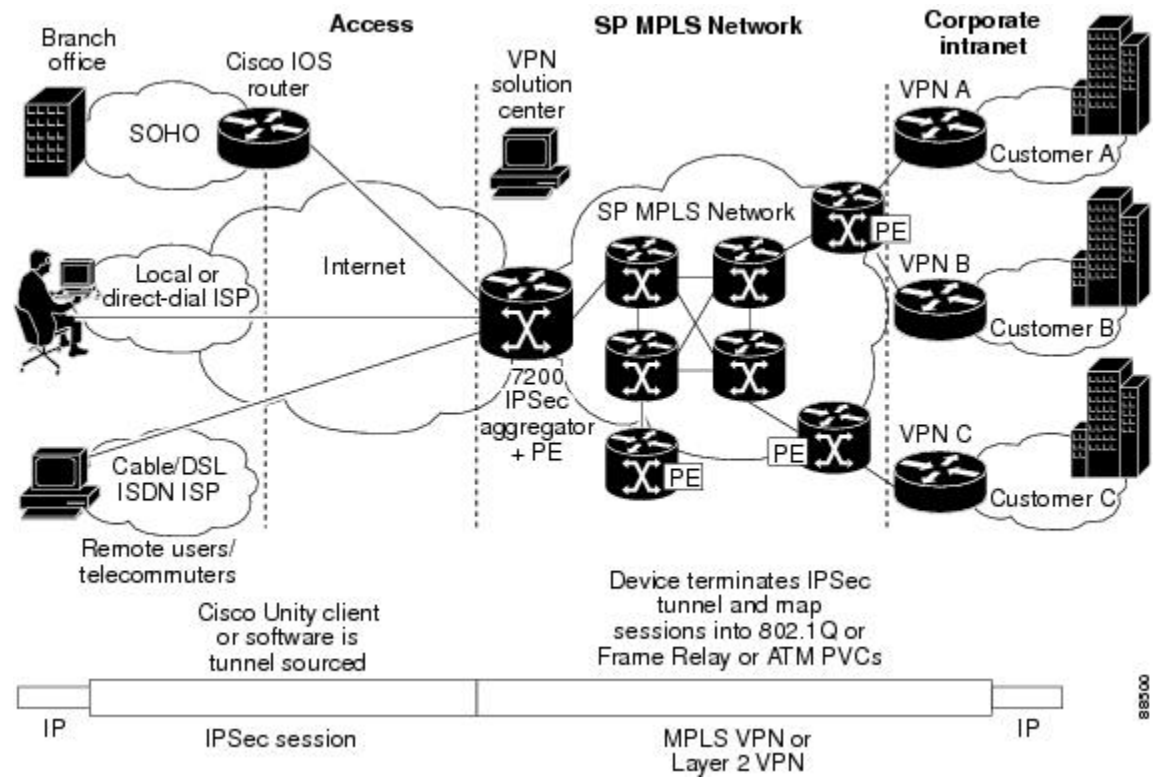 Access
SP MPLS Network
Corporate
intranet
Branch
office
Cisco IOS
router
VPN
solution
center
VPN A
SOHO
Customer A
SP MPLS Network
PE
Internet
Local or
direct-dial ISP
VPN B
Customer B
7200
IPSec
aggregator
+ PE
Cable/DSL
ISDN ISP
PE
PE
VPN C
Customer C
Remote users/
telecommuters
Cisco Unity client
or software is
tunnel sourced
Device terminates IPSec
tunnel and map
sessions into 802.1Q or
Frame Relay or ATM PVCs
IP
IPSec session
MPLS VPN or
Layer 2 VPN
IP
88500